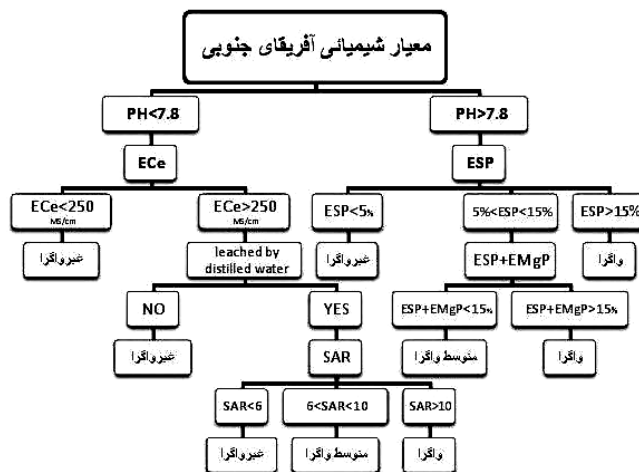 معیار شیمیائی آفریقای جنوبی
PH<7.8
PH>7.8
ECe
ESP
ECe<250
MS/cm
ECe>250
MS/cm
ESP<5%
5%<ESP<15%
ESP>15%
غیرواگرا
leached by
distilled water
غیرواگرا
ESP+EMgP
واگرا
NO
YES
ESP+EMgP<15%
ESP+EMgP>15%
غیرواگرا
SAR
متوسط واگرا
واگرا
SAR<6
6<SAR<10
SAR>10
غیرواگرا
متوسط واگرا
واگرا